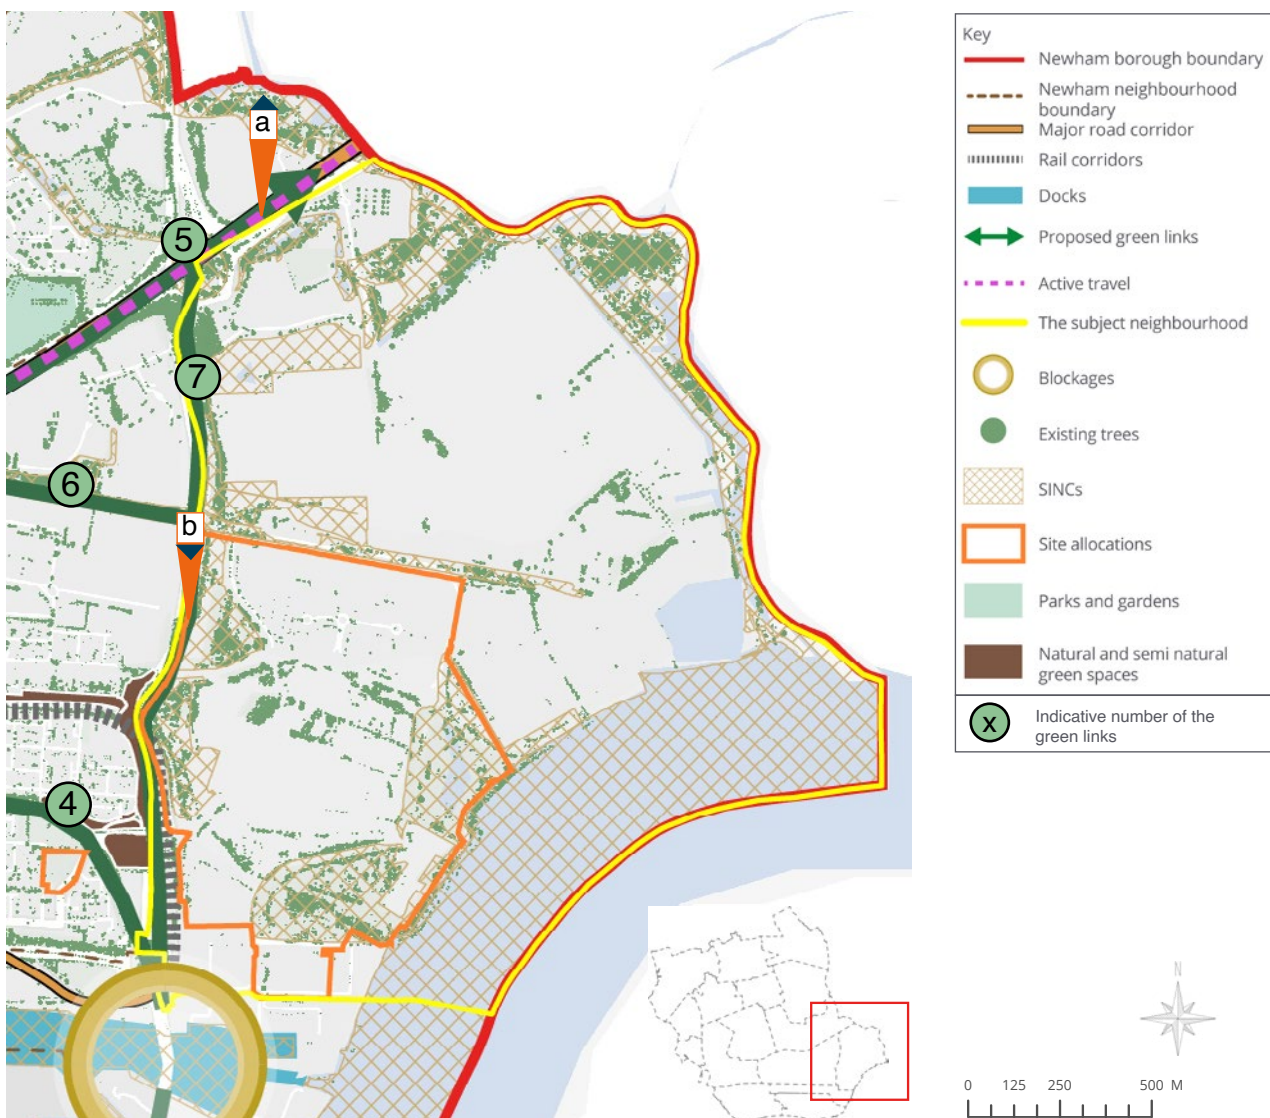 a
5
7
6
b
4
Key
Newham borough boundary
Newham neighbourhood
boundary
Major road corridor
Rail corridors
Docks
Proposed green links
Active travel
The subject neighbourhood
Blockages
Existing trees
SINCs
Site allocations
Parks and gardens
Natural and semi natural
green spaces
x
Indicative number of the
green links
N
0 125 250 500 M